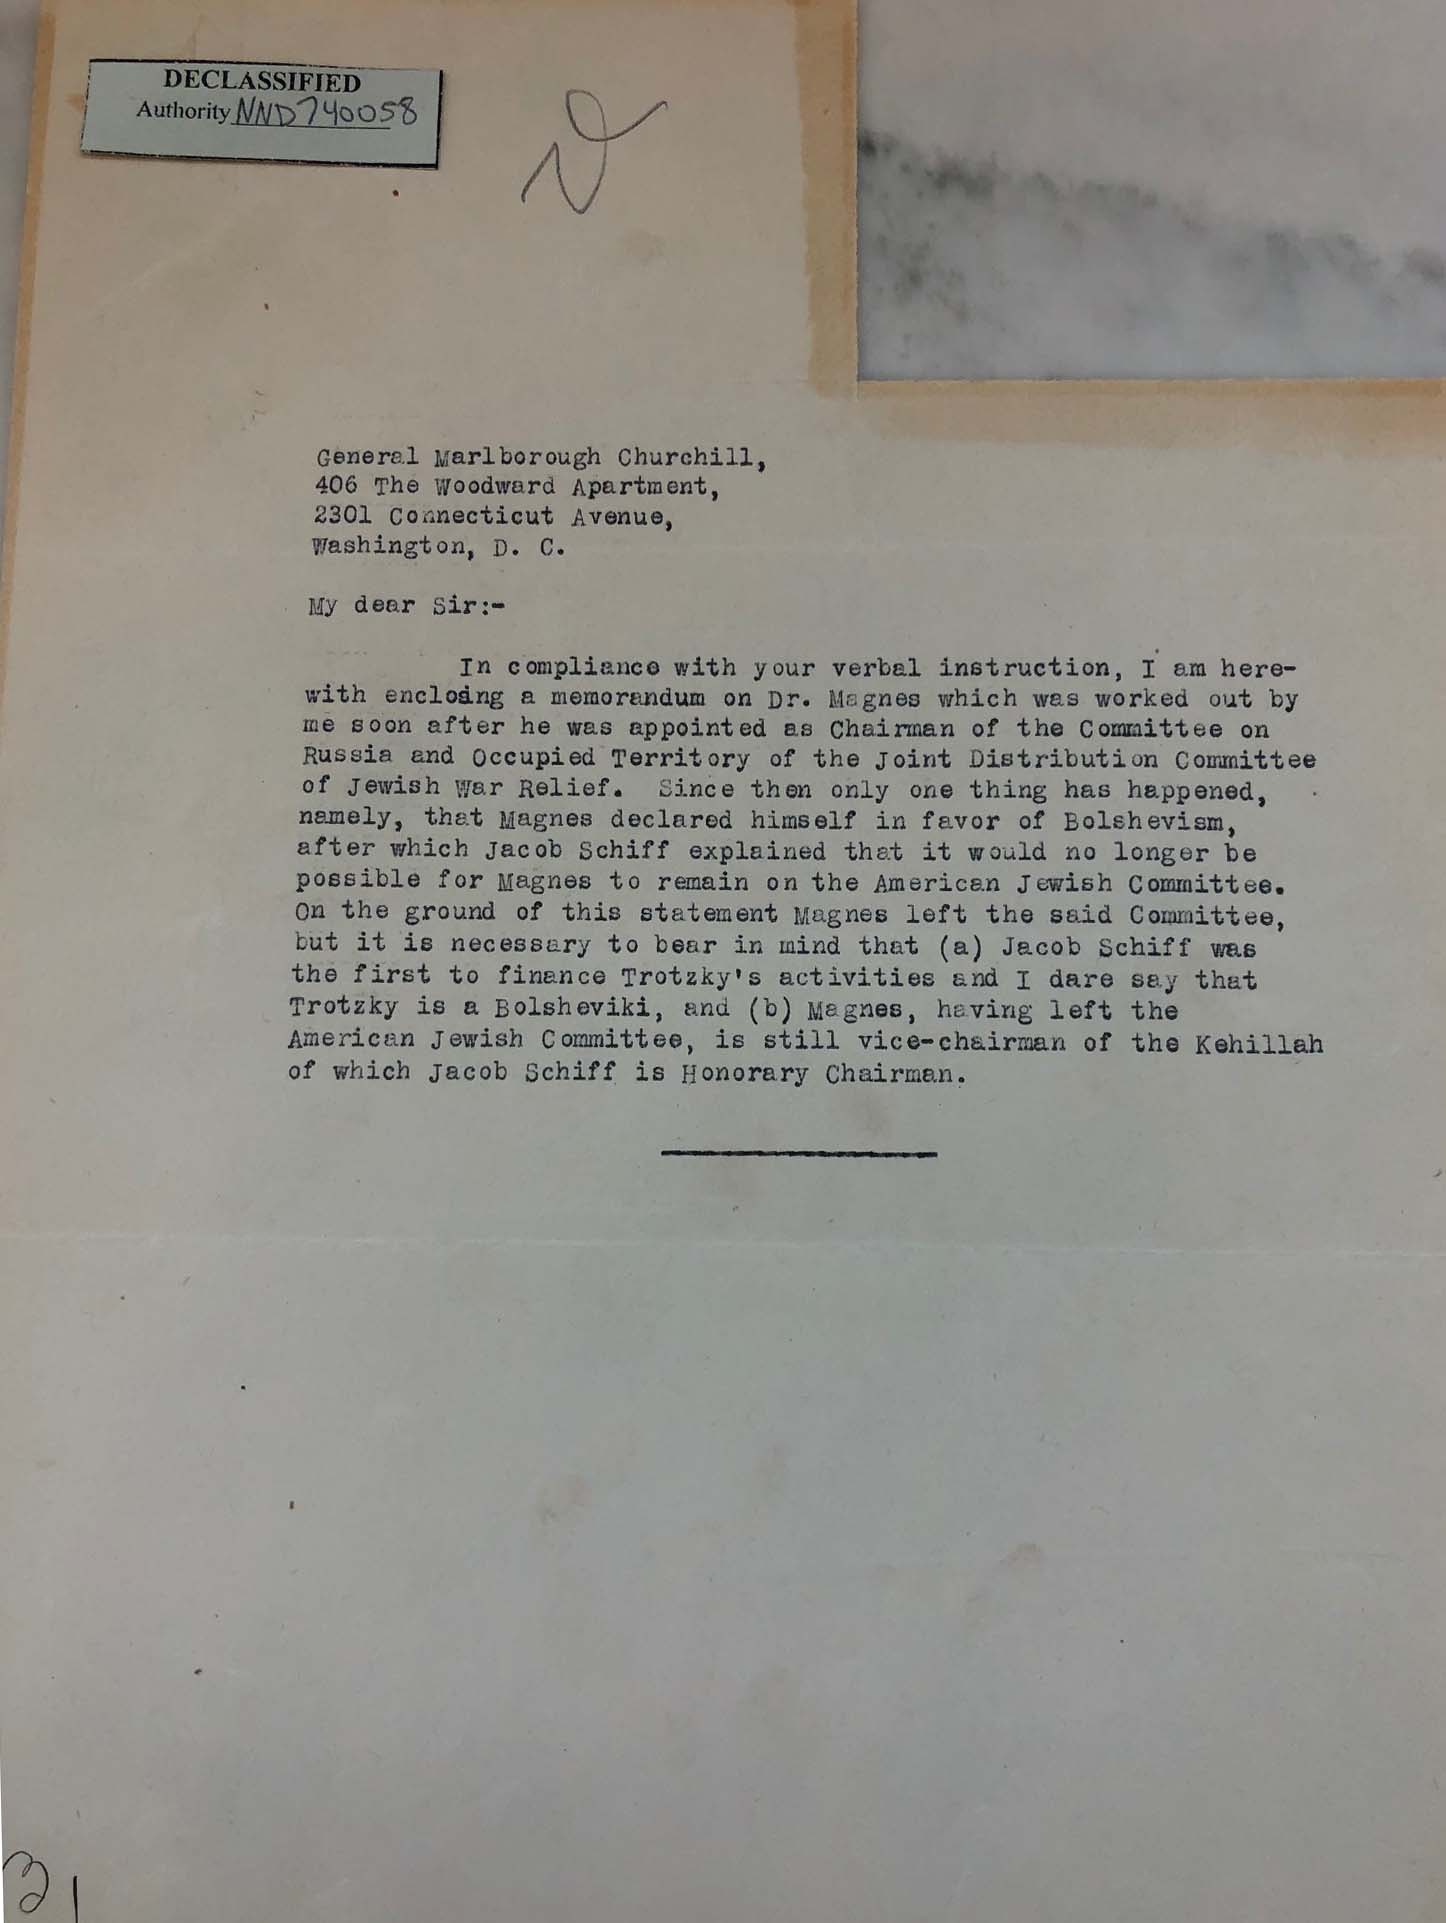 DECLASSIFIED
Authority NND740058
General Marlborough Churchill,
406 The Woodward Apartment,
2301 Connecticut Avenue,
Washington, D. C.
My dear Sir:-
In compliance with your verbal instruction, I am here-
with enclosing a memorandum on Dr. Magnes which was worked out by
me soon after he was appointed as Chairman of the Committee on
Russia and Occupied Territory of the Joint Distribution Committee
of Jewish War Relief. Since then only one thing has happened,
namely, that Magnes declared himself in favor of Bolshevism,
after which Jacob Schiff explained that it would no longer be
possible for Magnes to remain on the American Jewish Committee.
On the ground of this statement Magnes left the said Committee,
but it is necessary to bear in mind that (a) Jacob Schiff was
the first to finance Trotzky's activities and I dare say that
Trotzky is a Bolsheviki, and (b) Magnes, having left the
American Jewish Committee, is still vice-chairman of the Kehillah
of which Jacob Schiff is Honorary Chairman.